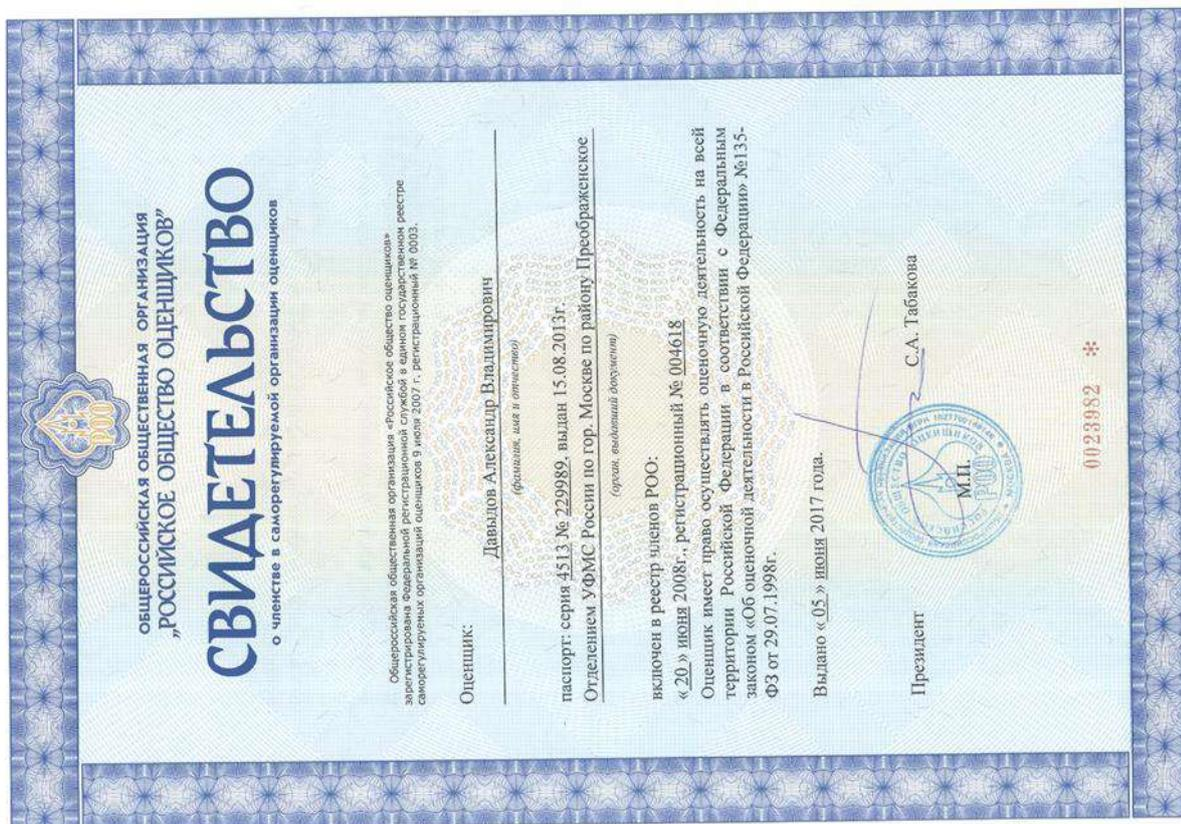 РОО
ОБЩЕРОССИЙСКАЯ ОБЩЕСТВЕННАЯ ОРГАНИЗАЦИЯ
„РОССИЙСКОЕ ОБЩЕСТВО ОЦЕНЩИКОВ”
СВИДЕТЕЛЬСТВО
о членстве в саморегулируемой организации оценщиков
Общероссийская общественная организация «Российское общество оценщиков»
зарегистрирована Федеральной регистрационной службой в едином государственном реестре
саморегулируемых организаций оценщиков 9 июля 2007 г. регистрационный № 0003.
Оценщик:
Давыдов Александр Владимирович
(фамилия, имя и отчество)
паспорт: серия 4513 № 229989, выдан 15.08.2013г.
Отделением УФМС России по гор. Москве по району Преображенское
(орган, выдавший документ)
включен в реестр членов РОО:
« 20 » июня 2008г., регистрационный № 004618
Оценщик имеет право осуществлять оценочную деятельность на всей
территории Российской Федерации в соответствии с Федеральным
законом «Об оценочной деятельности в Российской Федерации» №135-
ФЗ от 29.07.1998г.
Выдано « 05 » июня 2017 года.
Президент
М.П.
С.А. Табакова
0023982 *